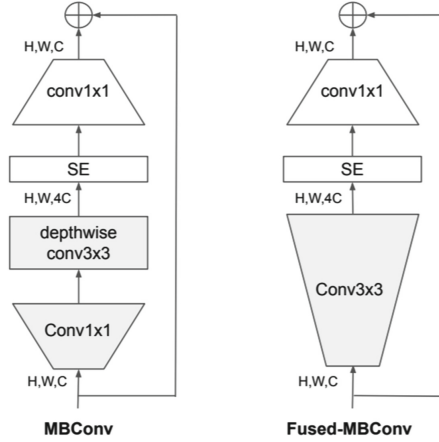 H,W,C
conv1x1
SE
H,W,4C
depthwise
conv3x3
Conv1x1
H,W,C
MBConv
H,W,C
conv1x1
SE
H,W,4C
Conv3x3
H,W,C
Fused-MBConv